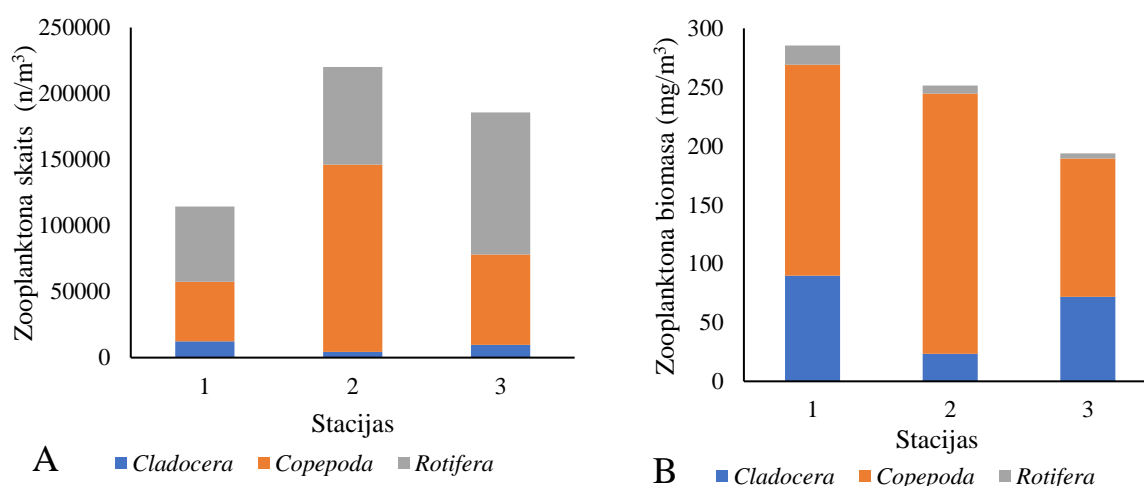 Zooplanktona skaits (n/m³)
250000
200000
150000
100000
50000
0
1 2 3
Stacijas
A
Cladocera Copepoda Rotifera
Zooplanktona biomasa (mg/m³)
300
250
200
150
100
50
0
1 2 3
Stacijas
B
Cladocera Copepoda Rotifera